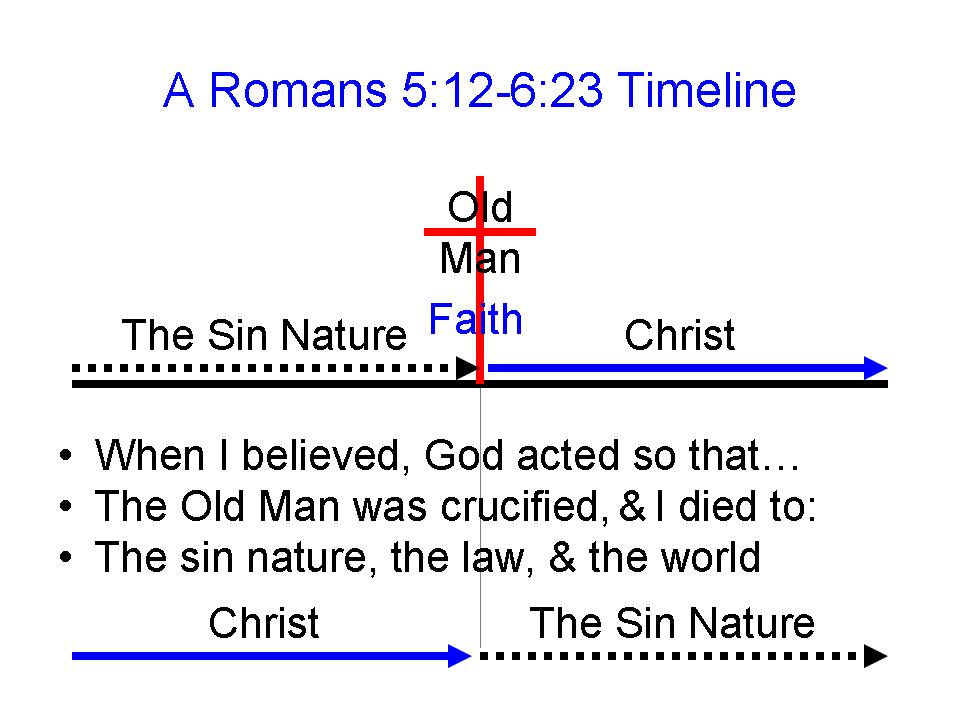 A Romans 5:12-6:23 Timeline
Old
Man
Faith
The Sin Nature
Christ
• When I believed, God acted so that…
• The Old Man was crucified, & I died to:
• The sin nature, the law, & the world
Christ
The Sin Nature